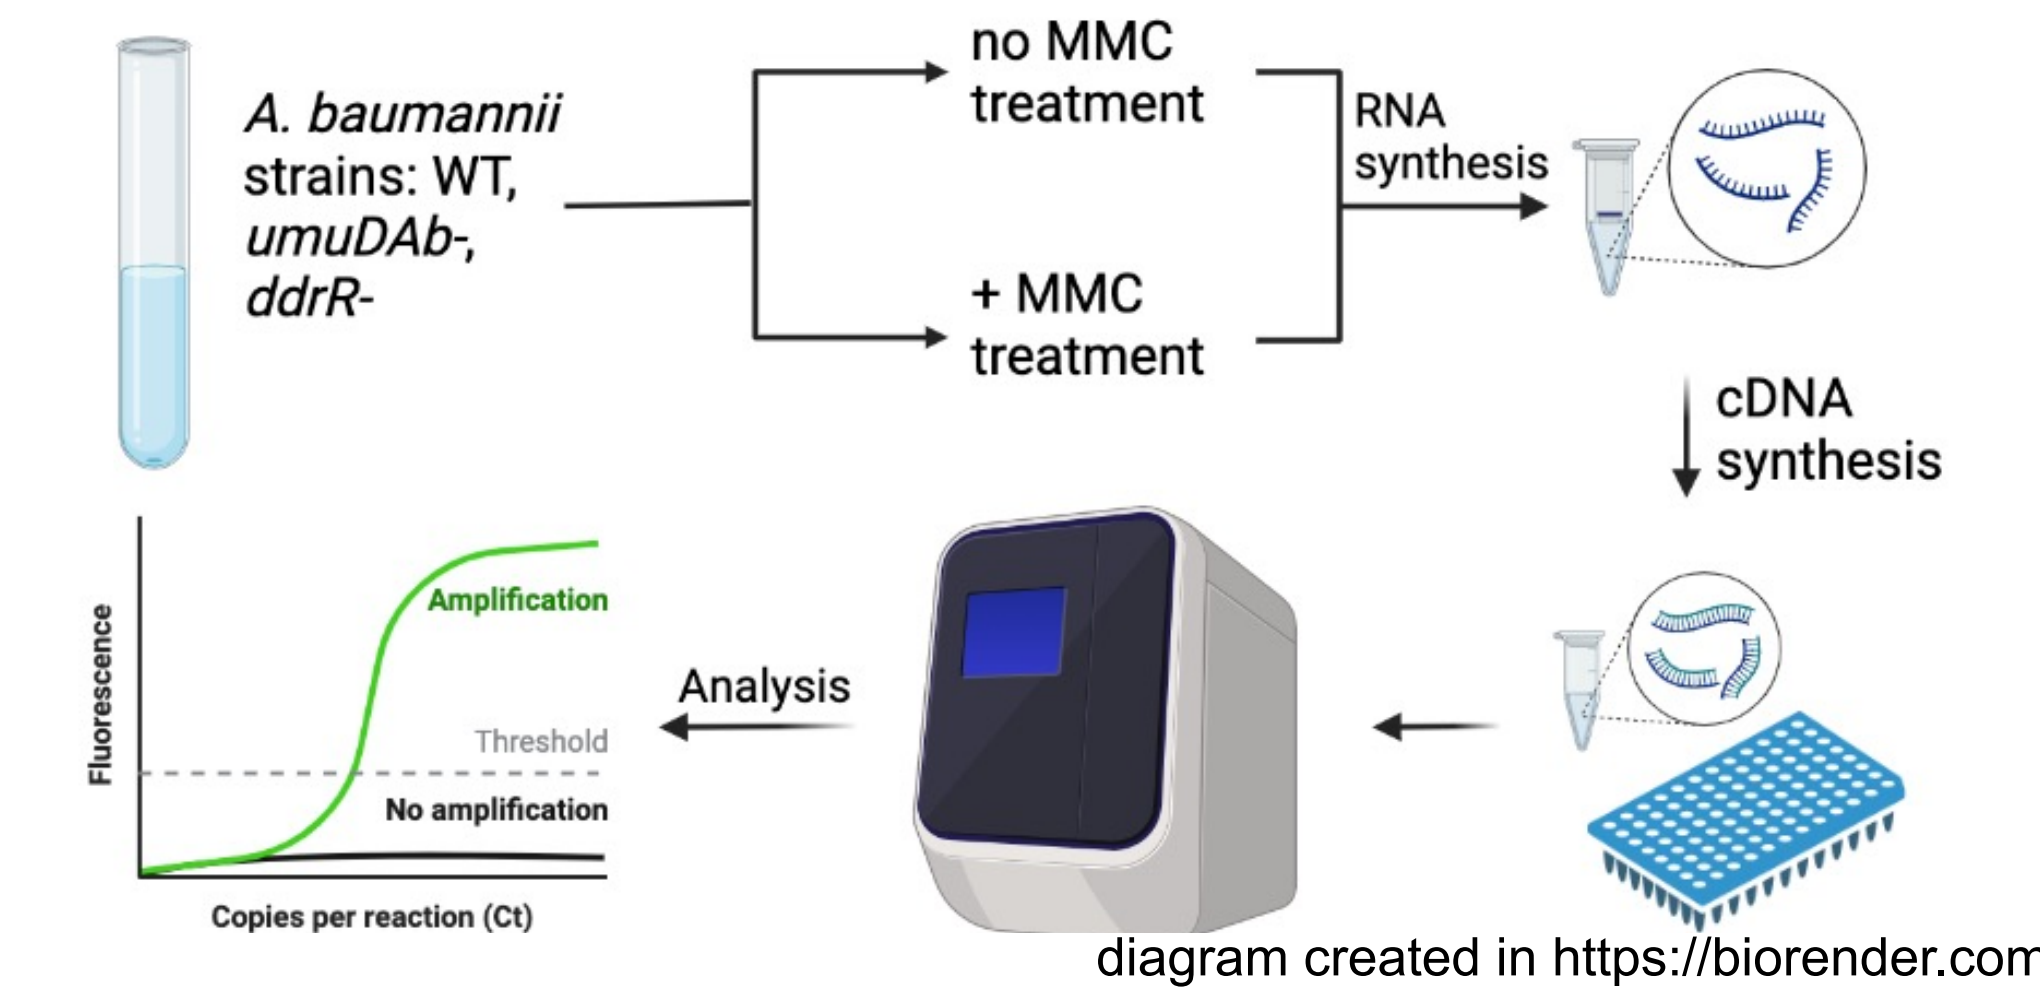 A. baumannii
strains: WT,
umuDAb-,
ddrR-
no MMC
treatment
+ MMC
treatment
RNA
synthesis
cDNA
synthesis
Analysis
Fluorescence
Amplification
Threshold
No amplification
Copies per reaction (Ct)
diagram created in https://biorender.com